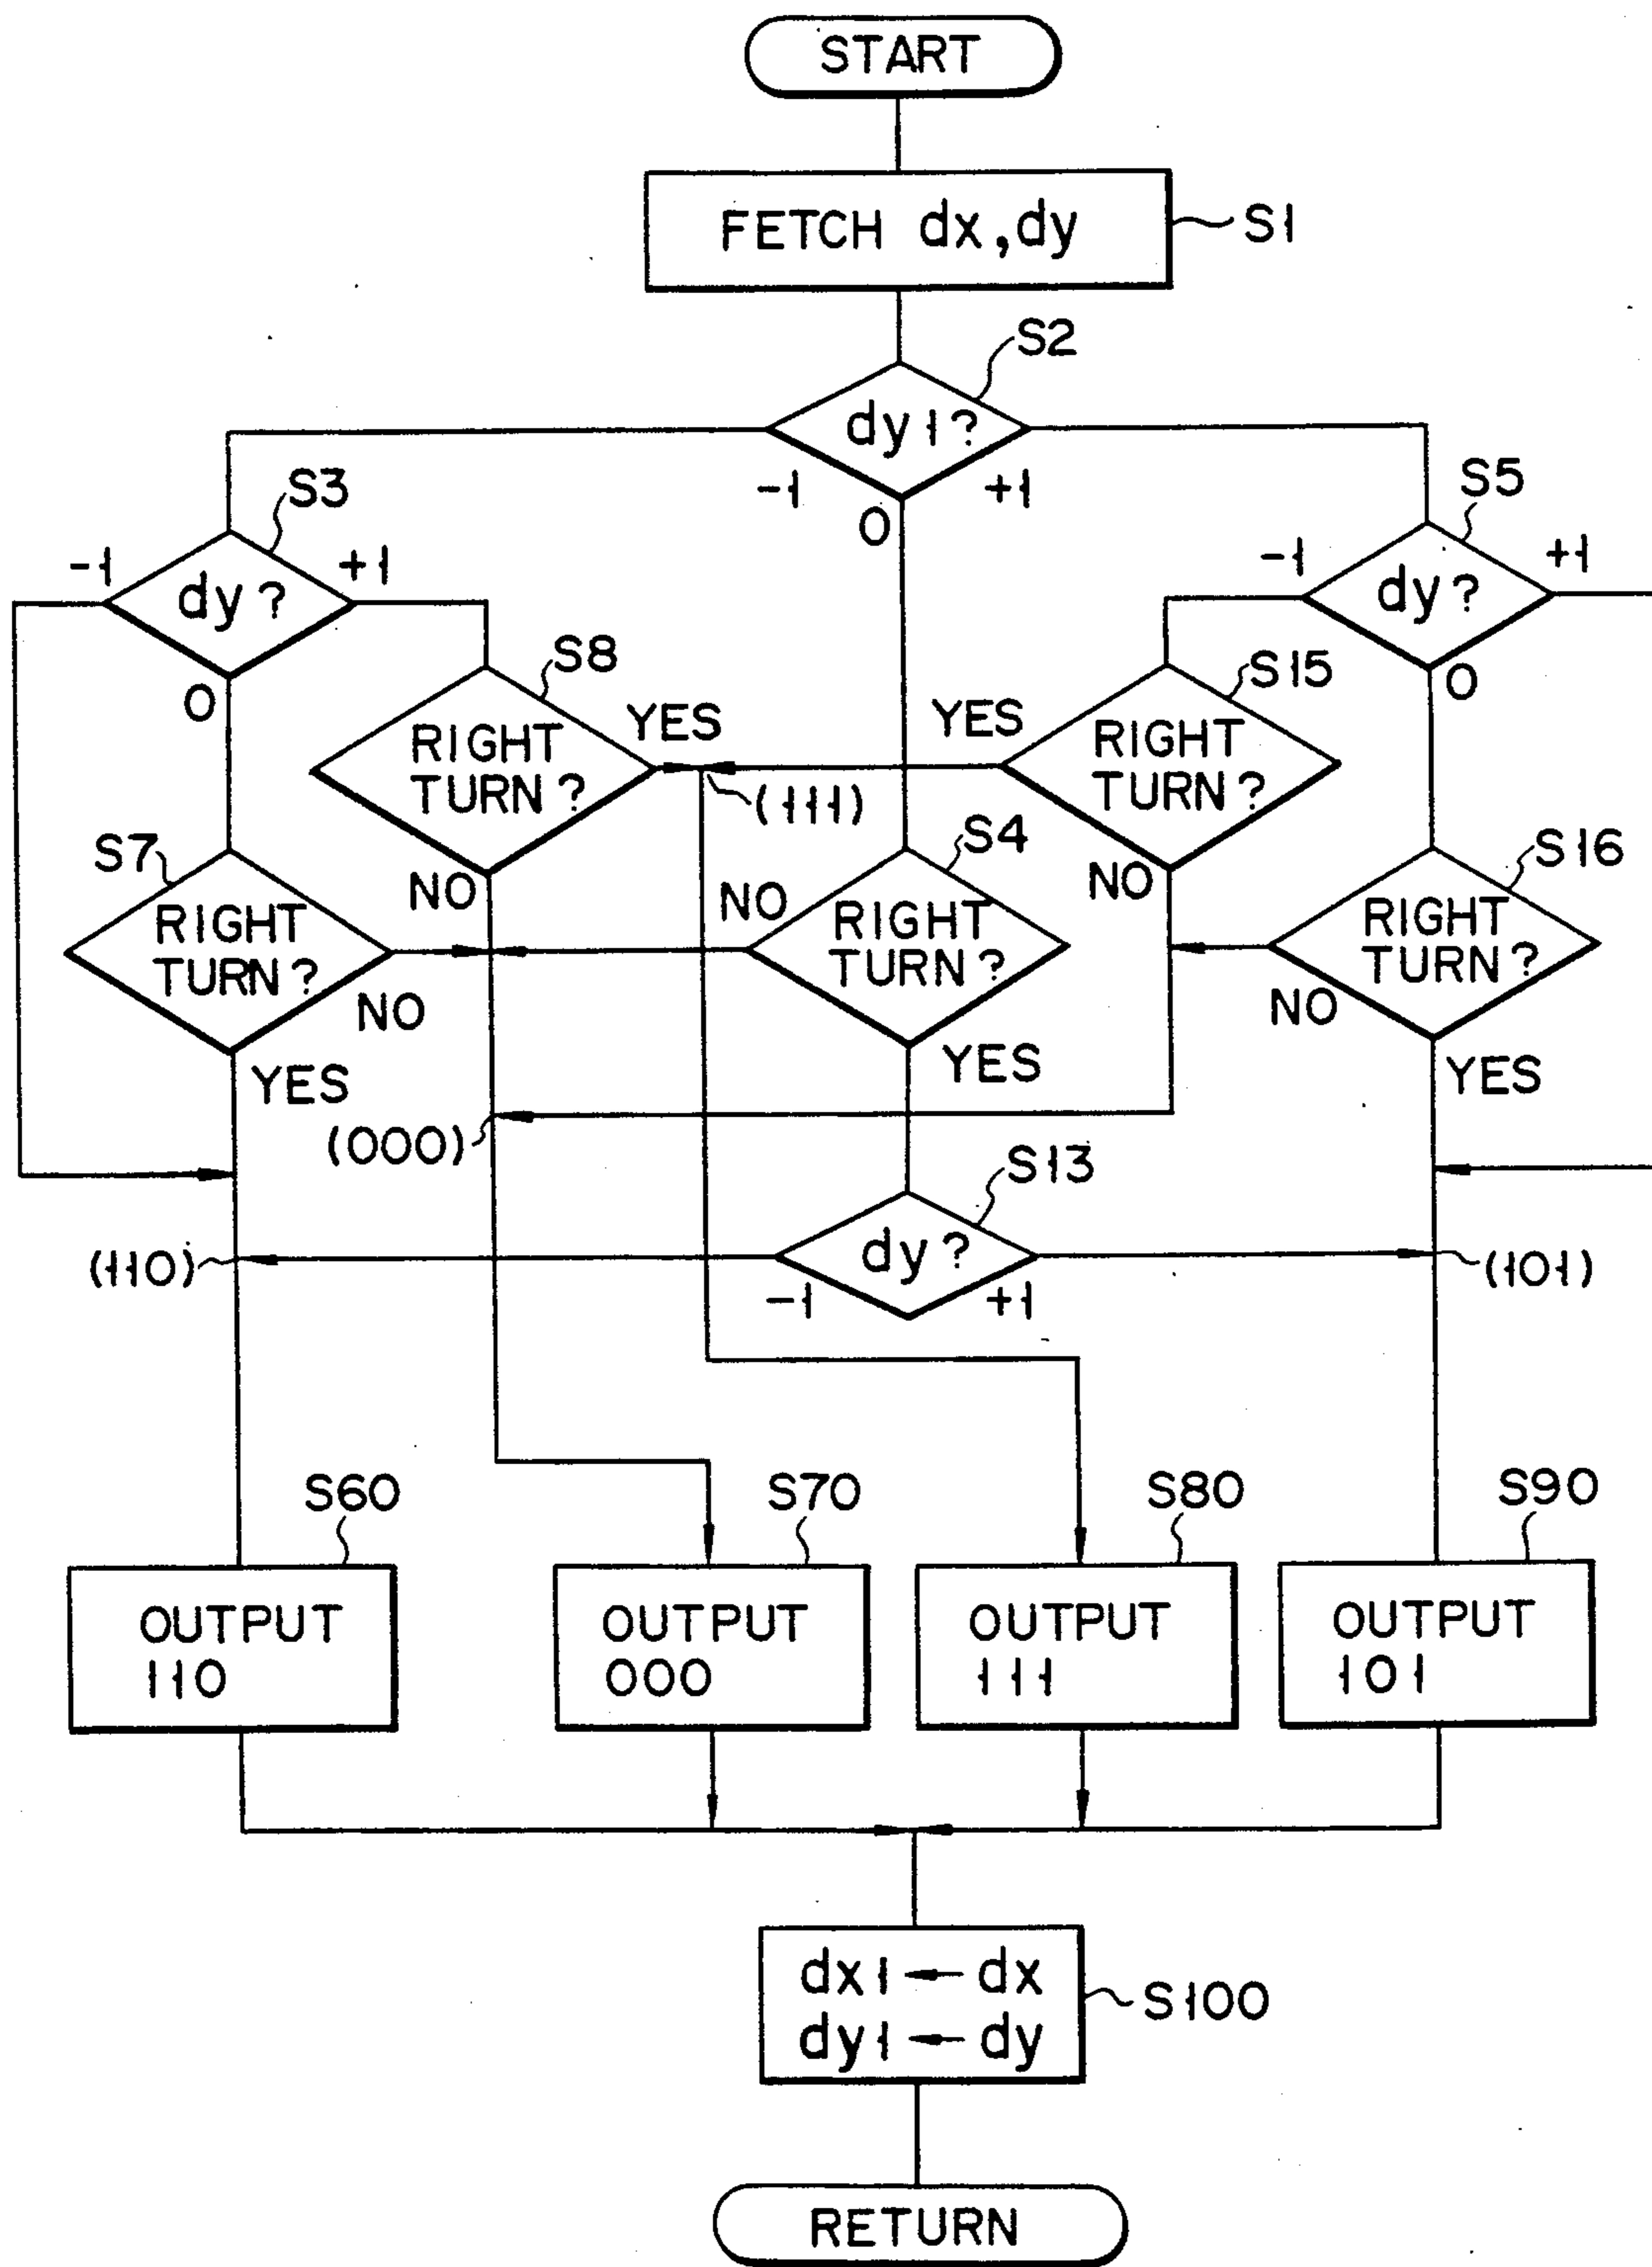 START
FETCH dx,dy
S1
S2
dy1?
-1
0
+1
S3
-1
dy?
+1
0
S5
-1
dy?
+1
0
S8
RIGHT
TURN?
YES
NO
(111)
S15
YES
RIGHT
TURN?
NO
S7
RIGHT
TURN?
NO
YES
S4
NO
RIGHT
TURN?
YES
S16
RIGHT
TURN?
NO
YES
(000)
S13
dy?
-1
+1
(110)
(101)
S60
OUTPUT
110
S70
OUTPUT
000
S80
OUTPUT
111
S90
OUTPUT
101
dx1 ← dx
dy1 ← dy
S100
RETURN